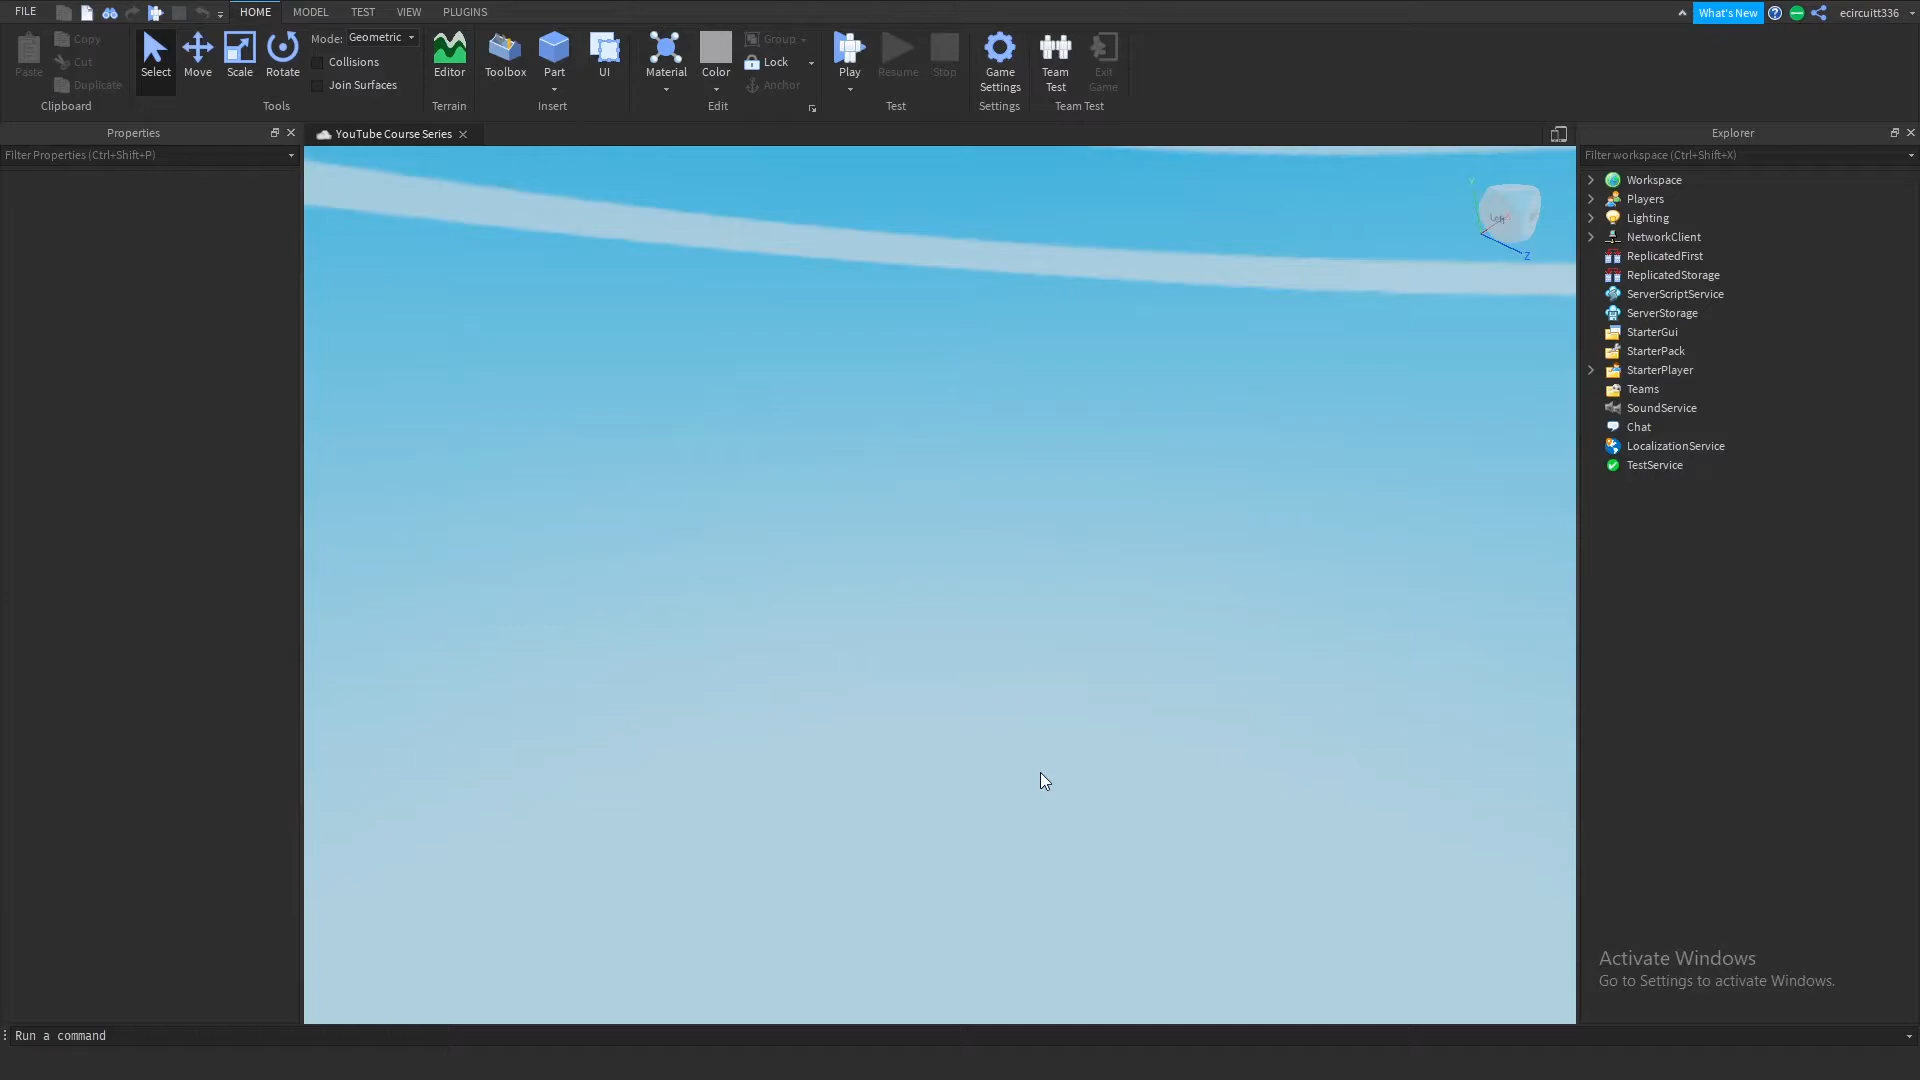 FILE
HOME
MODEL
TEST
VIEW
PLUGINS
What's New
ecircuitt336
Paste
Copy
Cut
Duplicate
Clipboard
Select
Move
Scale
Rotate
Mode: Geometric
Collisions
Join Surfaces
Tools
Editor
Terrain
Toolbox
Part
UI
Insert
Material
Color
Group
Lock
Anchor
Edit
Play
Resume
Stop
Test
Game
Settings
Settings
Team
Test
Exit
Game
Team Test
Properties
Filter Properties (Ctrl+Shift+P)
YouTube Course Series
Y
Left
Z
Explorer
Filter workspace (Ctrl+Shift+X)
Workspace
Players
Lighting
NetworkClient
ReplicatedFirst
ReplicatedStorage
ServerScriptService
ServerStorage
StarterGui
StarterPack
StarterPlayer
Teams
SoundService
Chat
LocalizationService
TestService
Activate Windows
Go to Settings to activate Windows.
Run a command